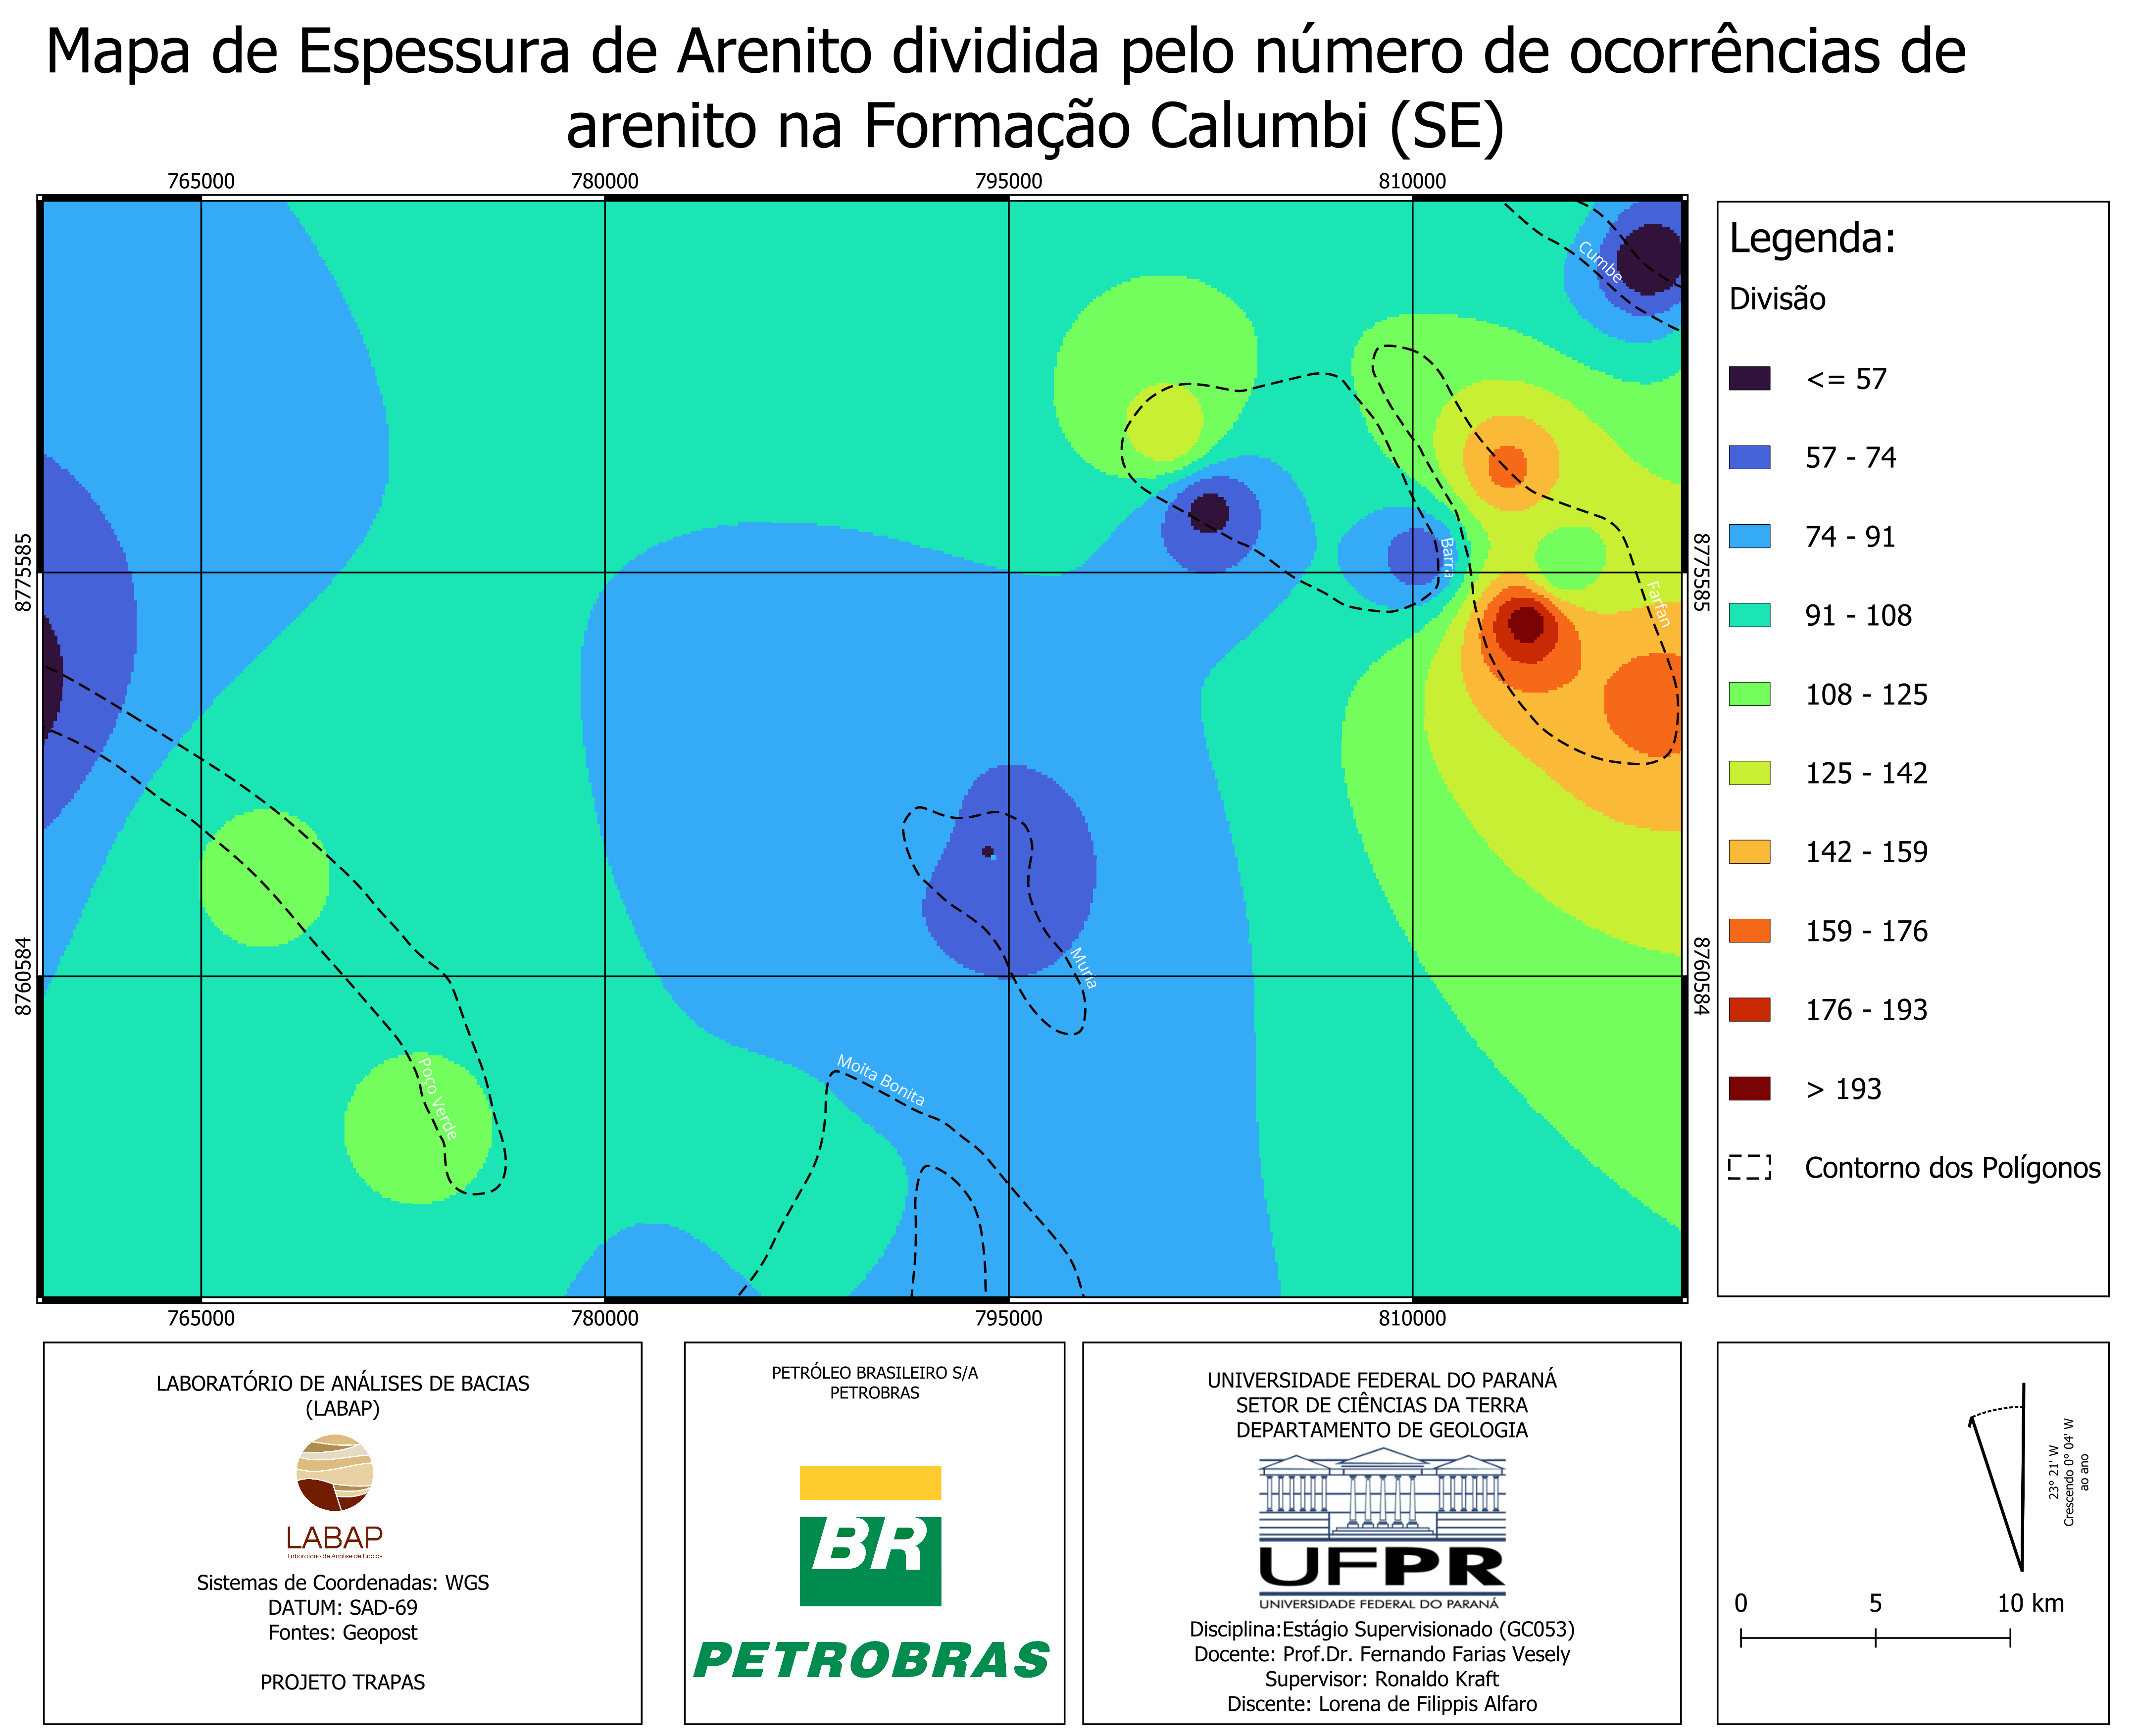 Mapa de Espessura de Arenito dividida pelo número de ocorrências de
arenito na Formação Calumbi (SE)
765000
780000
795000
810000
8775585
8760584
8775585
8760584
Cumbe
Barra
Farfan
Muria
Moita Bonita
Poço Verde
765000
780000
795000
810000
Legenda:
Divisão
<= 57
57 - 74
74 - 91
91 - 108
108 - 125
125 - 142
142 - 159
159 - 176
176 - 193
> 193
Contorno dos Polígonos
LABORATÓRIO DE ANÁLISES DE BACIAS
(LABAP)
LABAP
Laboratório de Análise de Bacias
Sistemas de Coordenadas: WGS
DATUM: SAD-69
Fontes: Geopost
PROJETO TRAPAS
PETRÓLEO BRASILEIRO S/A
PETROBRAS
BR
PETROBRAS
UNIVERSIDADE FEDERAL DO PARANÁ
SETOR DE CIÊNCIAS DA TERRA
DEPARTAMENTO DE GEOLOGIA
UFPR
UNIVERSIDADE FEDERAL DO PARANÁ
Disciplina:Estágio Supervisionado (GC053)
Docente: Prof.Dr. Fernando Farias Vesely
Supervisor: Ronaldo Kraft
Discente: Lorena de Filippis Alfaro
23° 21' W
Crescendo 0° 04' W
ao ano
0
5
10 km